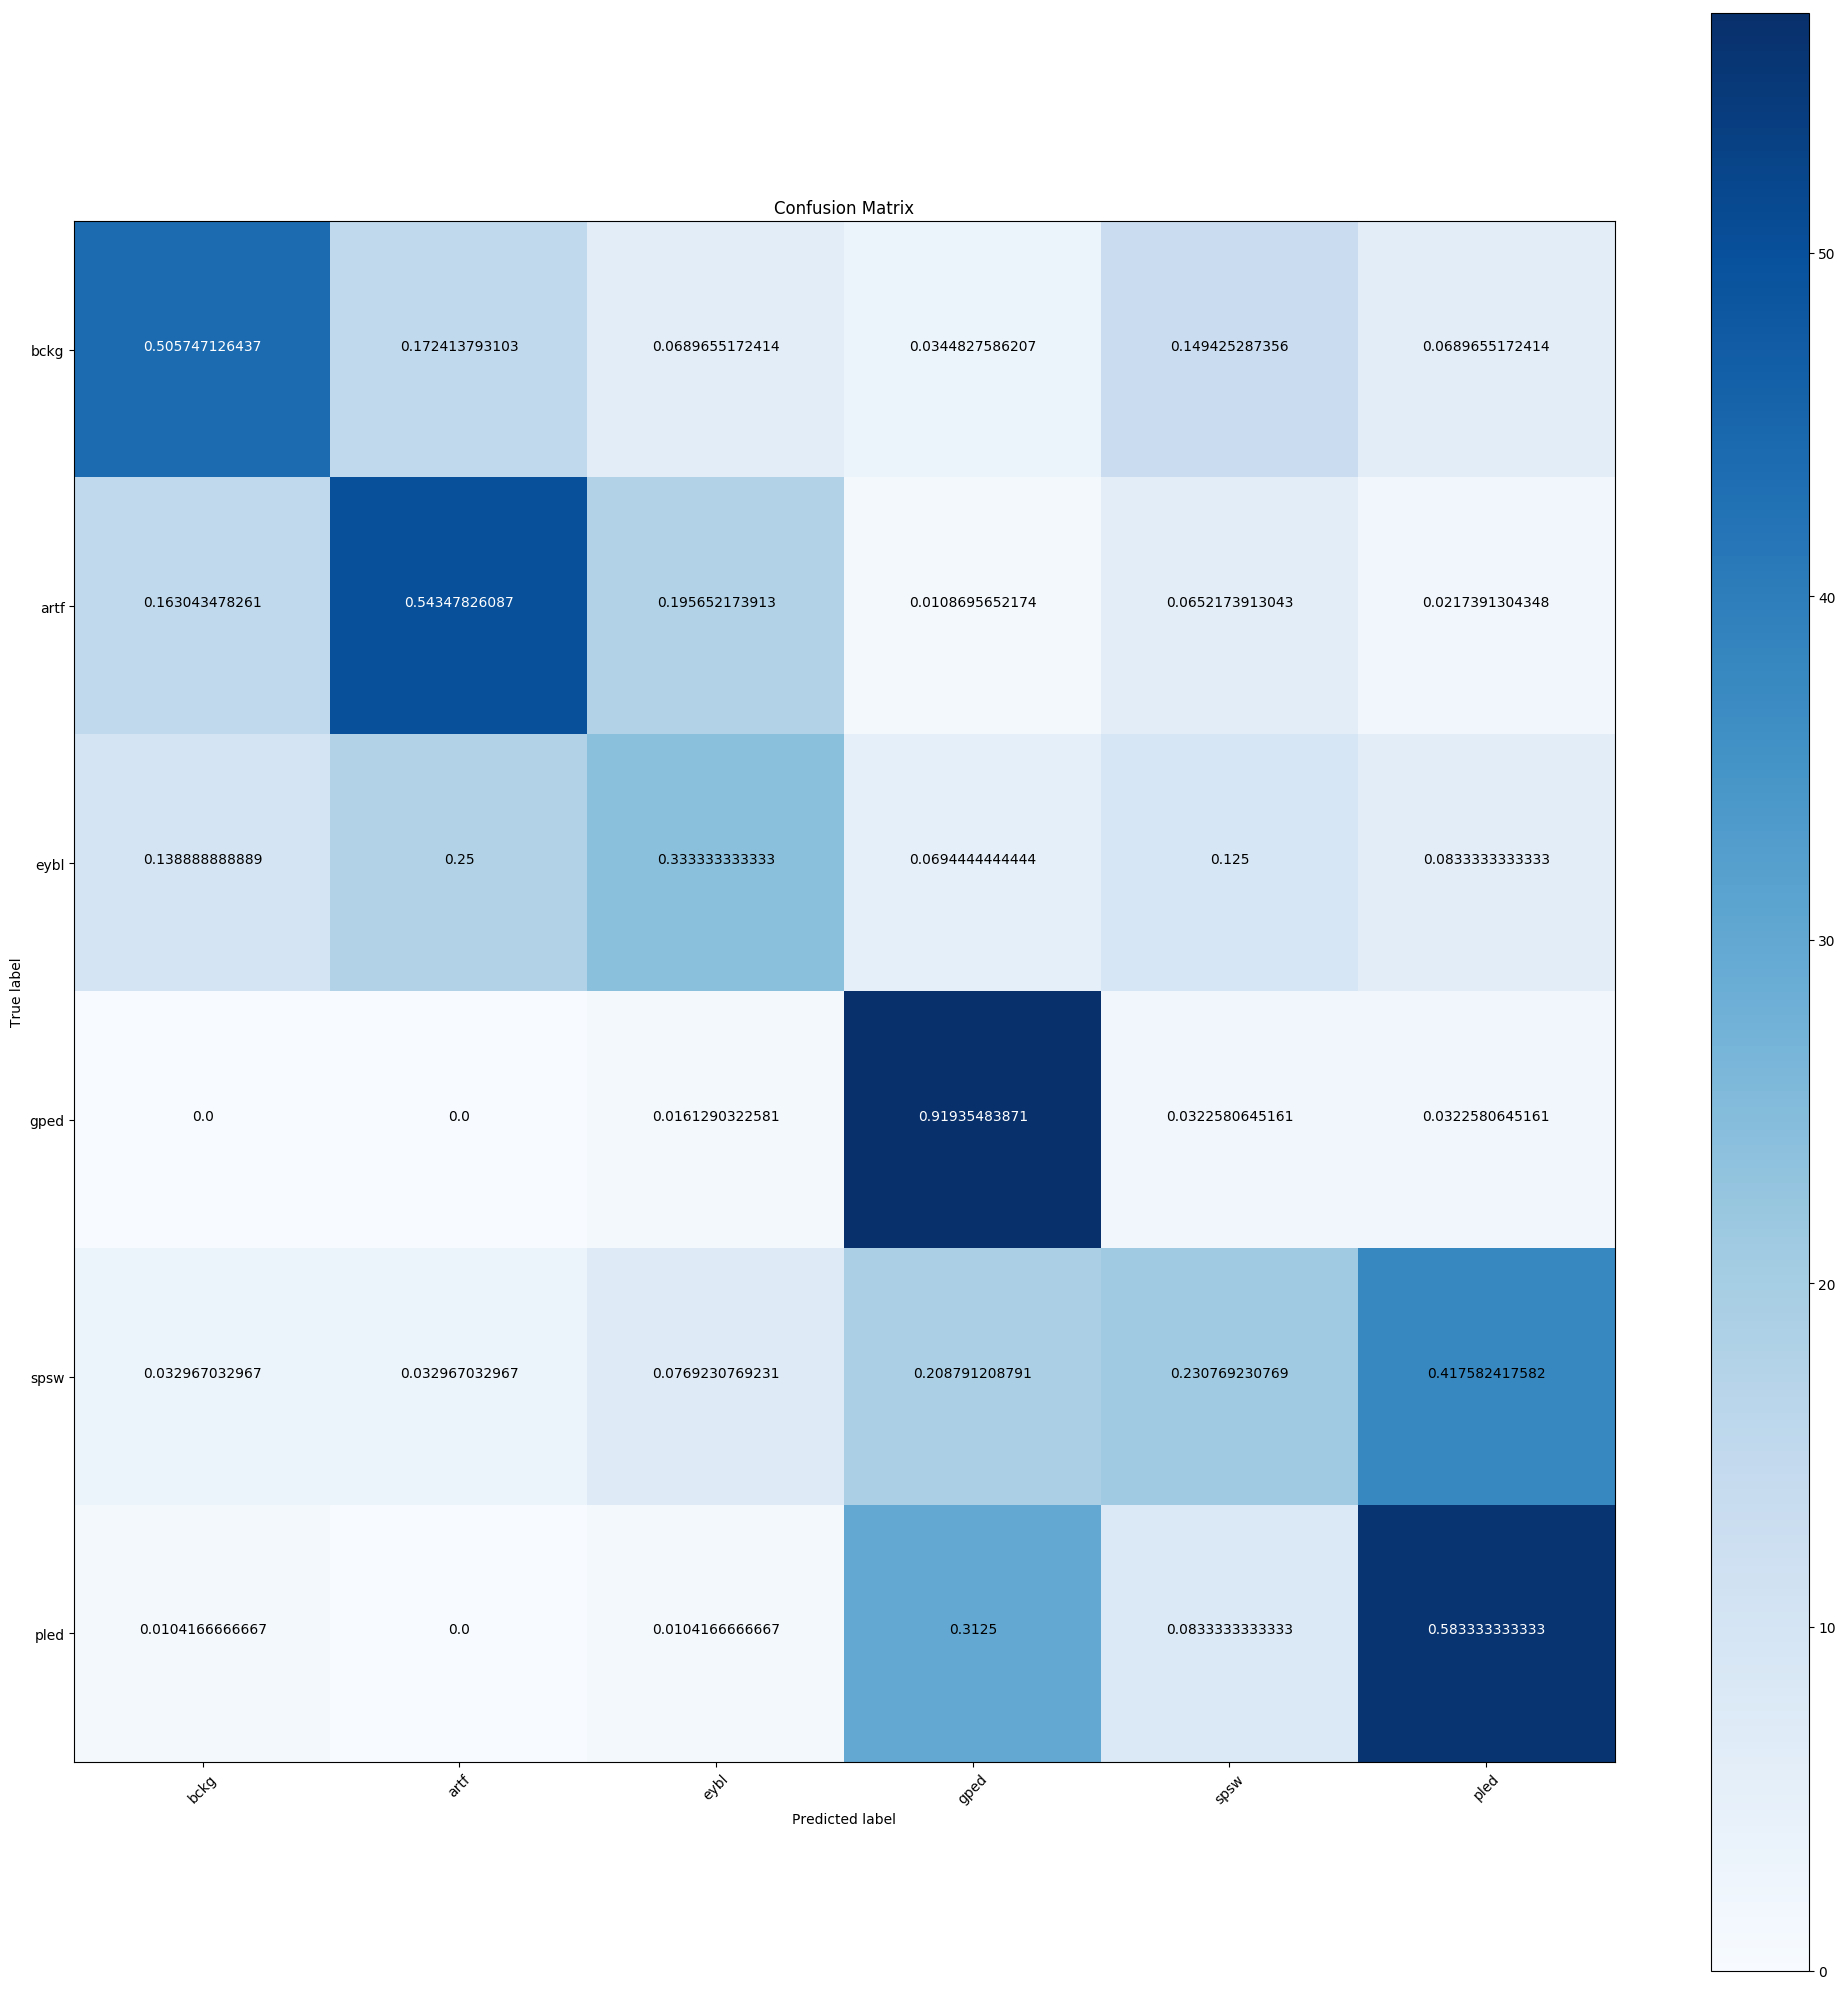 Confusion Matrix
bckg 0.505747126437 0.172413793103 0.0689655172414 0.0344827586207 0.149425287356 0.0689655172414
artf 0.163043478261 0.54347826087 0.195652173913 0.0108695652174 0.0652173913043 0.0217391304348
eybl 0.138888888889 0.25 0.333333333333 0.0694444444444 0.125 0.0833333333333
gped 0.0 0.0 0.0161290322581 0.91935483871 0.0322580645161 0.0322580645161
spsw 0.032967032967 0.032967032967 0.0769230769231 0.208791208791 0.230769230769 0.417582417582
pled 0.0104166666667 0.0 0.0104166666667 0.3125 0.0833333333333 0.583333333333
True label
bckg artf eybl gped spsw pled
Predicted label
50
40
30
20
10
0